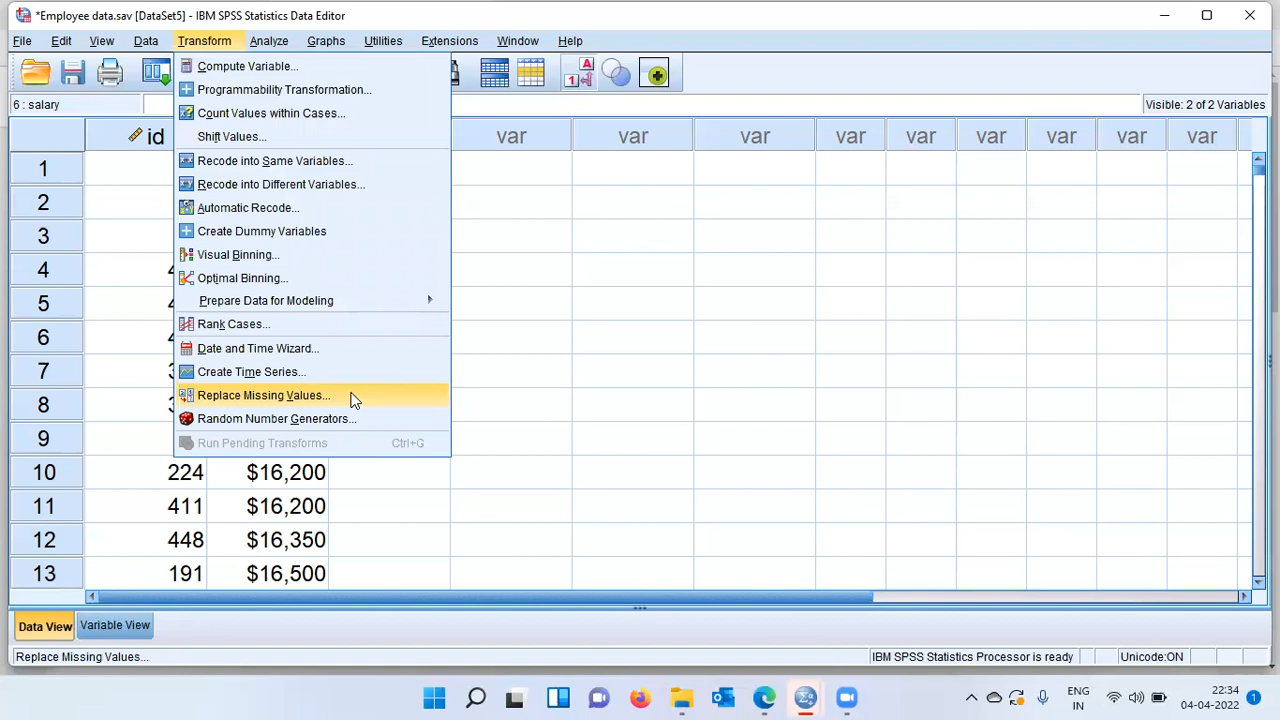 *Employee data.sav [DataSet5] - IBM SPSS Statistics Data Editor
File Edit View Data Transform Analyze Graphs Utilities Extensions Window Help
6 : salary
Visible: 2 of 2 Variables
Compute Variable...
Programmability Transformation...
Count Values within Cases...
Shift Values...
Recode into Same Variables...
Recode into Different Variables...
Automatic Recode...
Create Dummy Variables
Visual Binning...
Optimal Binning...
Prepare Data for Modeling
Rank Cases...
Date and Time Wizard...
Create Time Series...
Replace Missing Values...
Random Number Generators...
Run Pending Transforms Ctrl+G
id var var var var var var var var
1
2
3
4 4
5 4
6 4
7 3
8 3
9
10 224 $16,200
11 411 $16,200
12 448 $16,350
13 191 $16,500
Data View Variable View
Replace Missing Values... IBM SPSS Statistics Processor is ready Unicode:ON
ENG 22:34
IN 04-04-2022 1